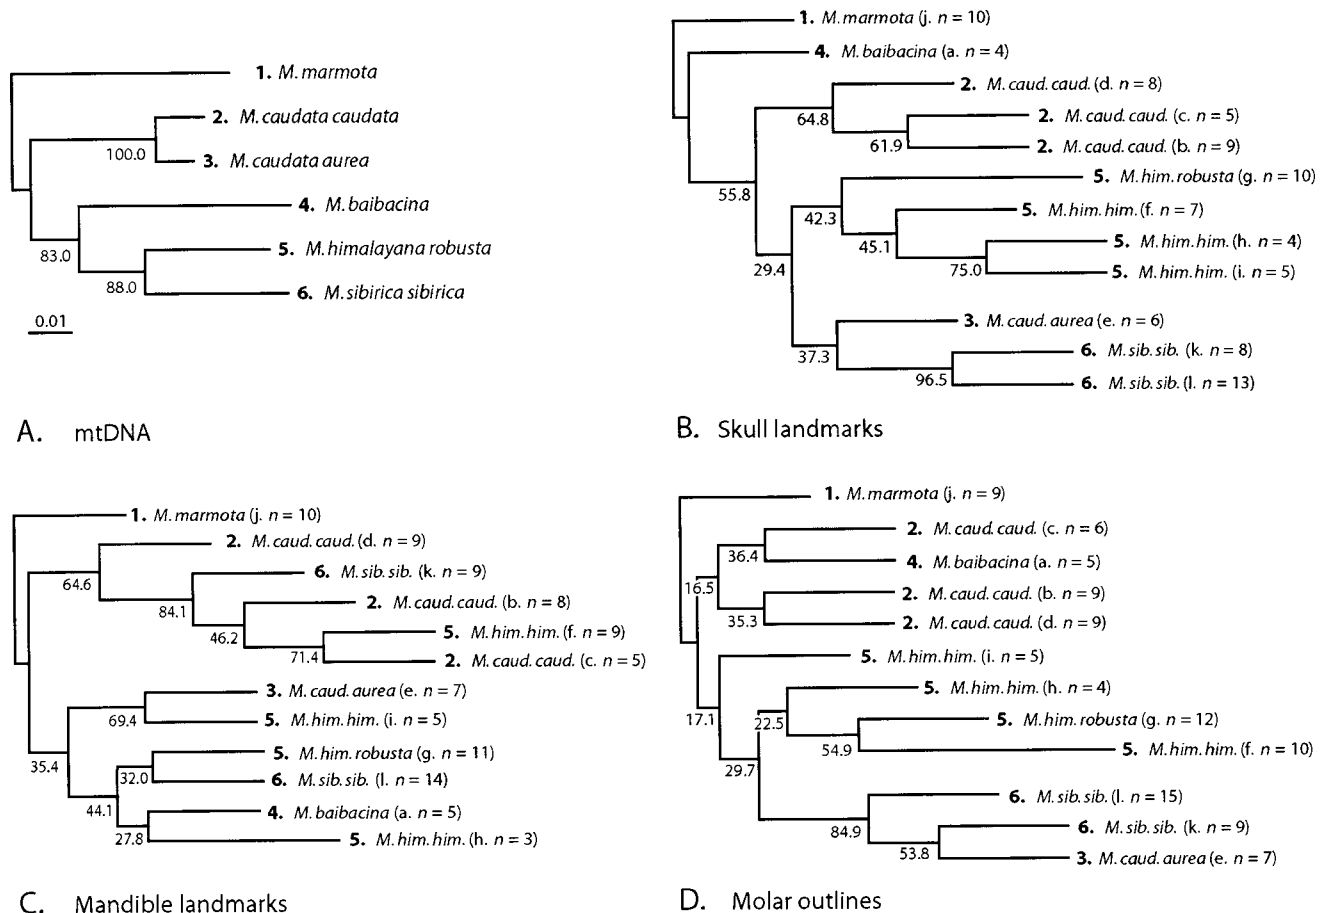 1. M. marmota
2. M. caudata caudata
100.0
3. M. caudata aurea
4. M. baibacina
83.0
5. M. himalayana robusta
88.0
6. M. sibirica sibirica
0.01
A. mtDNA
1. M. marmota (j. n = 10)
4. M. baibacina (a. n = 4)
2. M. caud. caud. (d. n = 8)
64.8
2. M. caud. caud. (c. n = 5)
61.9
2. M. caud. caud. (b. n = 9)
55.8
5. M. him. robusta (g. n = 10)
42.3
5. M. him. him. (f. n = 7)
45.1
5. M. him. him. (h. n = 4)
29.4
75.0
5. M. him. him. (i. n = 5)
3. M. caud. aurea (e. n = 6)
37.3
6. M. sib. sib. (k. n = 8)
96.5
6. M. sib. sib. (l. n = 13)
B. Skull landmarks
1. M. marmota (j. n = 10)
2. M. caud. caud. (d. n = 9)
64.6
6. M. sib. sib. (k. n = 9)
84.1
2. M. caud. caud. (b. n = 8)
46.2
5. M. him. him. (f. n = 9)
71.4
2. M. caud. caud. (c. n = 5)
3. M. caud. aurea (e. n = 7)
69.4
5. M. him. him. (i. n = 5)
35.4
5. M. him. robusta (g. n = 11)
32.0
6. M. sib. sib. (l. n = 14)
44.1
4. M. baibacina (a. n = 5)
27.8
5. M. him. him. (h. n = 3)
C. Mandible landmarks
1. M. marmota (j. n = 9)
2. M. caud. caud. (c. n = 6)
36.4
4. M. baibacina (a. n = 5)
16.5
2. M. caud. caud. (b. n = 9)
35.3
2. M. caud. caud. (d. n = 9)
5. M. him. him. (i. n = 5)
17.1
5. M. him. him. (h. n = 4)
22.5
5. M. him. robusta (g. n = 12)
54.9
5. M. him. him. (f. n = 10)
29.7
6. M. sib. sib. (l. n = 15)
84.9
6. M. sib. sib. (k. n = 9)
53.8
3. M. caud. aurea (e. n = 7)
D. Molar outlines